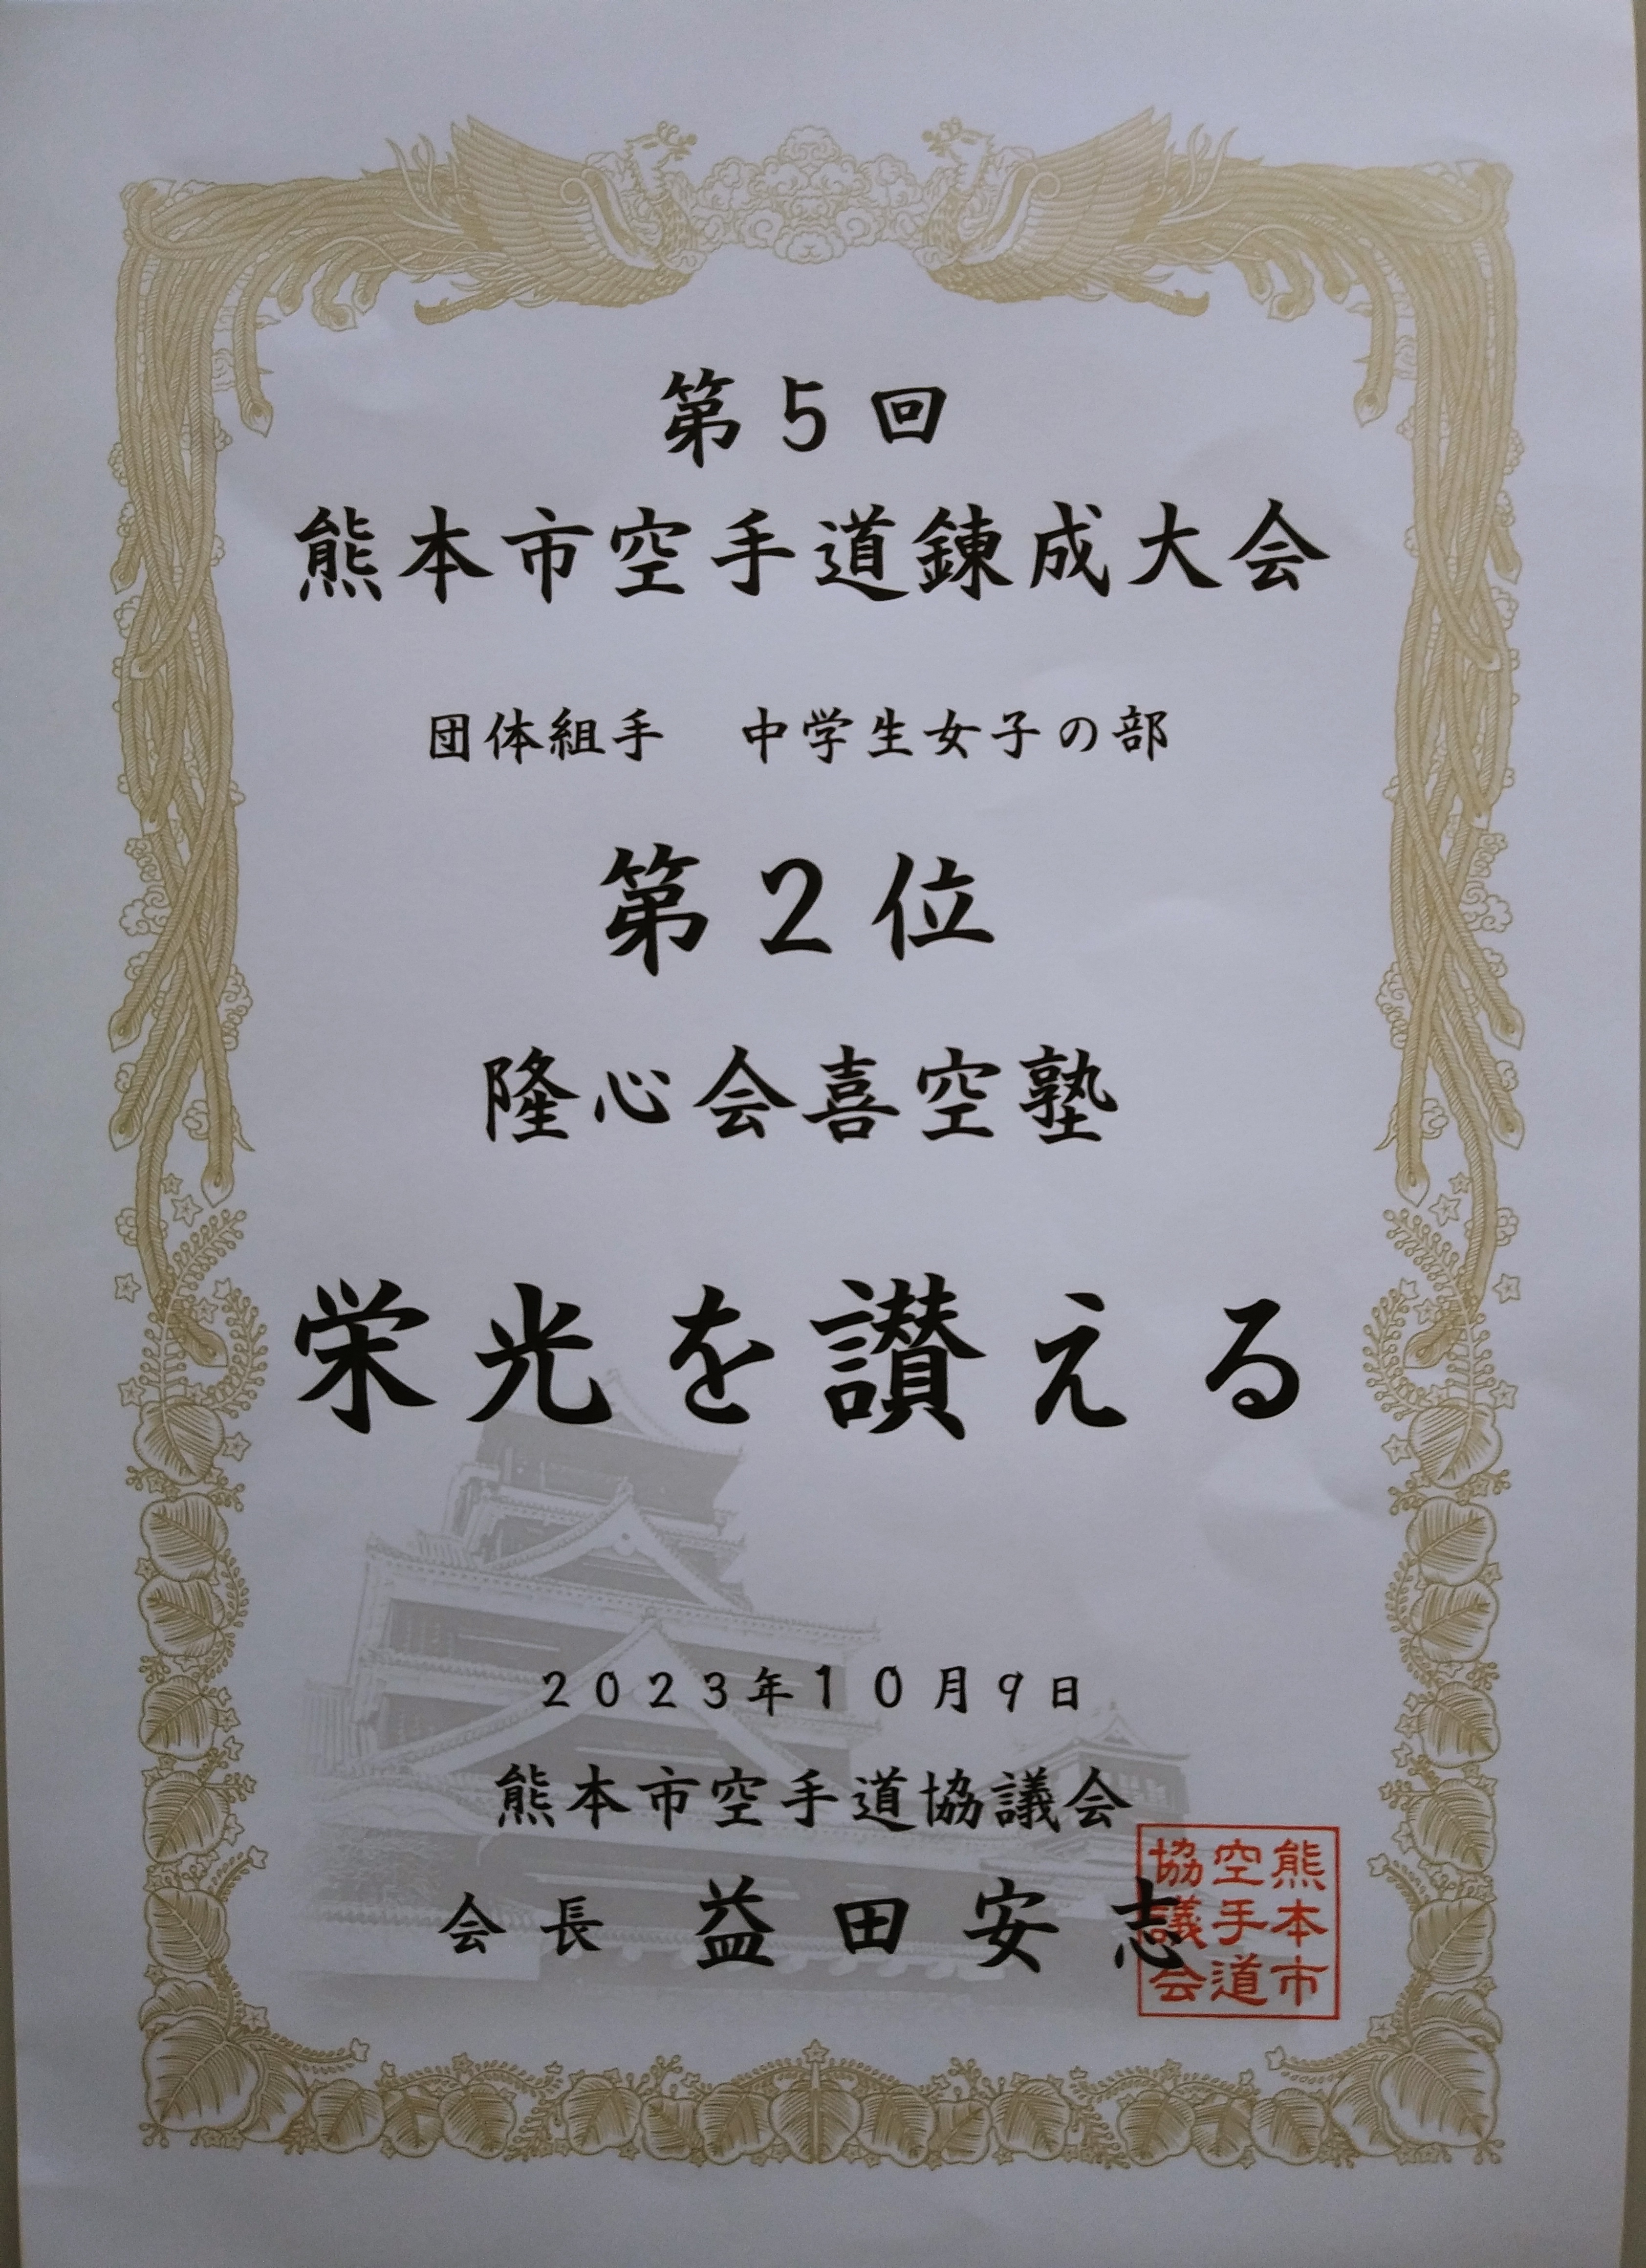 第５回
熊本市空手道錬成大会
団体組手　中学生女子の部
第２位
隆心会喜空塾
栄光を讃える
２０２３年１０月９日
熊本市空手道協議会
会長　益田安志
熊本市
空手道
協議会